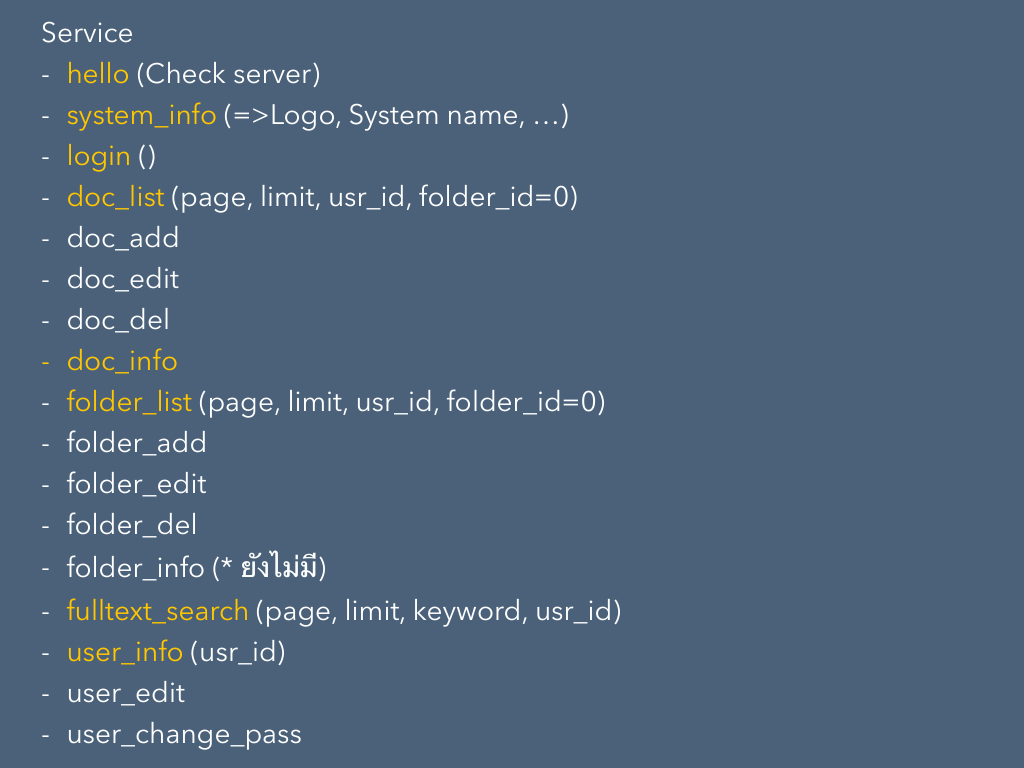 Service
- hello (Check server)
- system_info (=>Logo, System name, …)
- login ()
- doc_list (page, limit, usr_id, folder_id=0)
- doc_add
- doc_edit
- doc_del
- doc_info
- folder_list (page, limit, usr_id, folder_id=0)
- folder_add
- folder_edit
- folder_del
- folder_info (* ยังไม่มี)
- fulltext_search (page, limit, keyword, usr_id)
- user_info (usr_id)
- user_edit
- user_change_pass